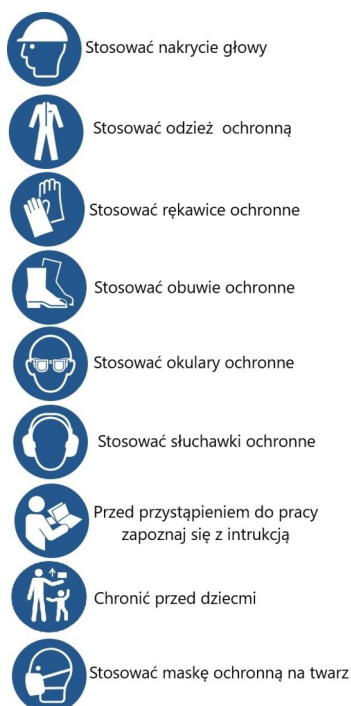 Stosować nakrycie głowy
Stosować odzież ochronną
Stosować rękawice ochronne
Stosować obuwie ochronne
Stosować okulary ochronne
Stosować słuchawki ochronne
Przed przystąpieniem do pracy
zapoznaj się z intrukcją
Chronić przed dziecmi
Stosować maskę ochronną na twarz